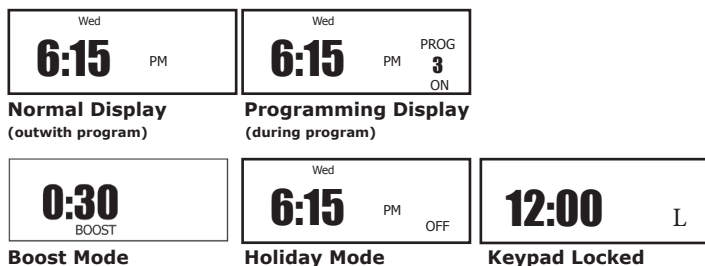 Wed
6:15 PM
Normal Display
(outwith program)
Wed
6:15 PM
PROG
3
ON
Programming Display
(during program)
0:30
BOOST
Boost Mode
Wed
6:15 PM
OFF
Holiday Mode
12:00 L
Keypad Locked